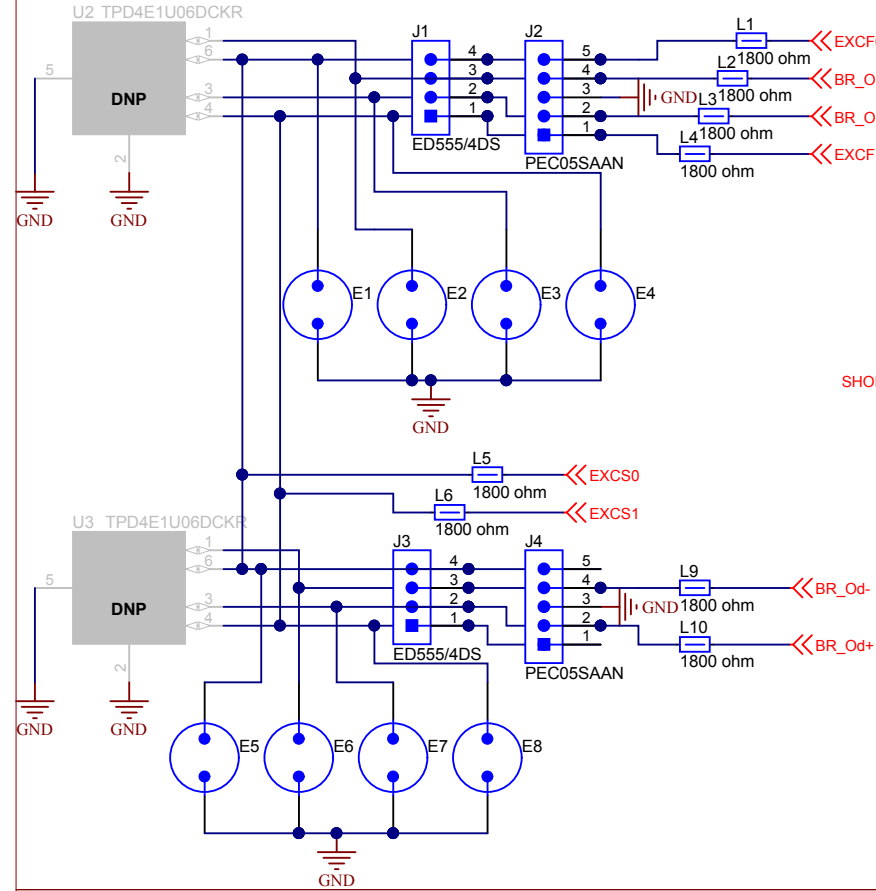 U2 TPD4E1U06DCKR
1
6
5
3
4
DNP
2
GND
GND
J1
4
3
2
1
ED555/4DS
J2
5
4
3
2
1
PEC05SAAN
GND
L1
1800 ohm
L2
1800 ohm
L3
1800 ohm
L4
1800 ohm
BR_O
BR_O
EXCF
E1
E2
E3
E4
GND
L5
1800 ohm
EXCS0
L6
1800 ohm
EXCS1
U3 TPD4E1U06DCKR
1
6
5
3
4
DNP
2
GND
GND
J3
4
3
2
1
ED555/4DS
J4
5
4
3
2
1
PEC05SAAN
GND
L9
1800 ohm
BR_Od-
L10
1800 ohm
BR_Od+
E5
E6
E7
E8
GND